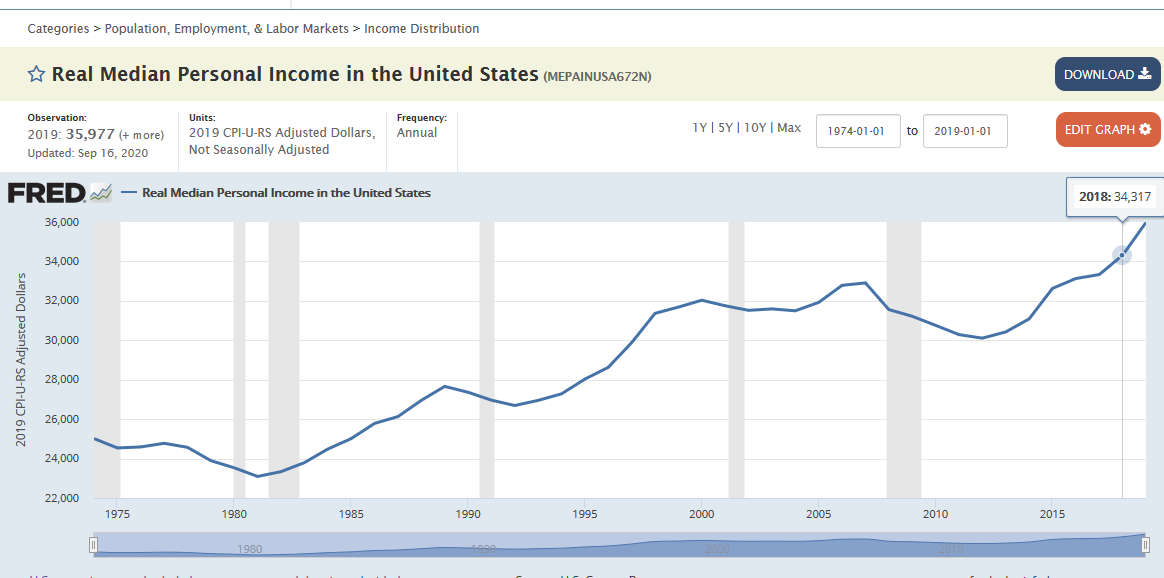 Categories > Population, Employment, & Labor Markets > Income Distribution
Real Median Personal Income in the United States (MEPAINUSA672N)
DOWNLOAD
Observation:
2019: 35,977 (+ more)
Updated: Sep 16, 2020
Units:
2019 CPI-U-RS Adjusted Dollars,
Not Seasonally Adjusted
Frequency:
Annual
1Y | 5Y | 10Y | Max
1974-01-01 to 2019-01-01
EDIT GRAPH
FRED
Real Median Personal Income in the United States
2018: 34,317
2019 CPI-U-RS Adjusted Dollars
36,000
34,000
32,000
30,000
28,000
26,000
24,000
22,000
1975 1980 1985 1990 1995 2000 2005 2010 2015
1980 1990 2000 2010